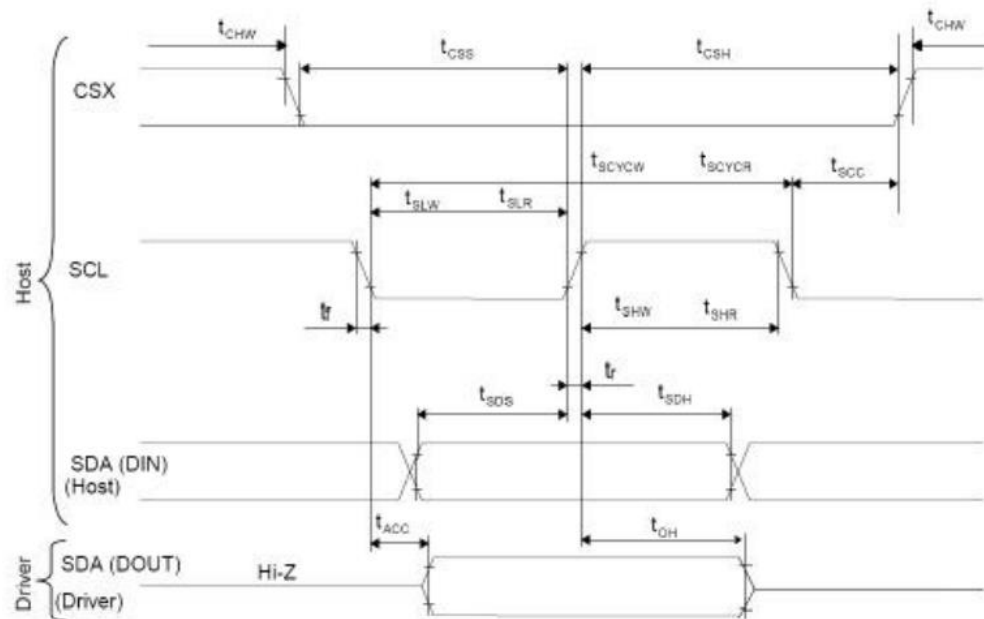 tCHW
tCHW
tCSS
tCSH
CSX
tSCYCW tSCYCR
tSCC
tSLW tSLR
Host
SCL
tf
tSHW tSHR
tr
tSDS
tSDH
SDA (DIN)
(Host)
tACC
tOH
Driver
SDA (DOUT)
Hi-Z
(Driver)